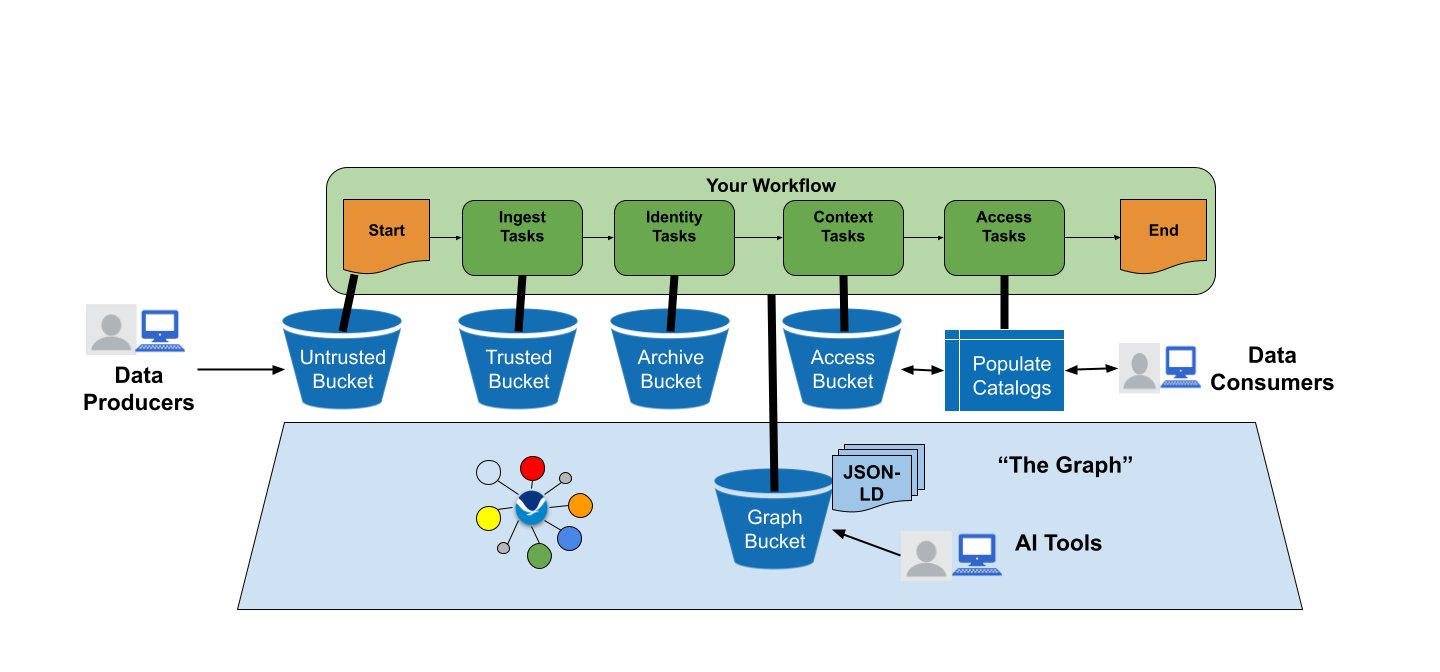 Your Workflow
Start
Ingest
Tasks
Identity
Tasks
Context
Tasks
Access
Tasks
End
Data
Producers
Untrusted
Bucket
Trusted
Bucket
Archive
Bucket
Access
Bucket
Populate
Catalogs
Data
Consumers
“The Graph”
JSON-
LD
Graph
Bucket
AI Tools